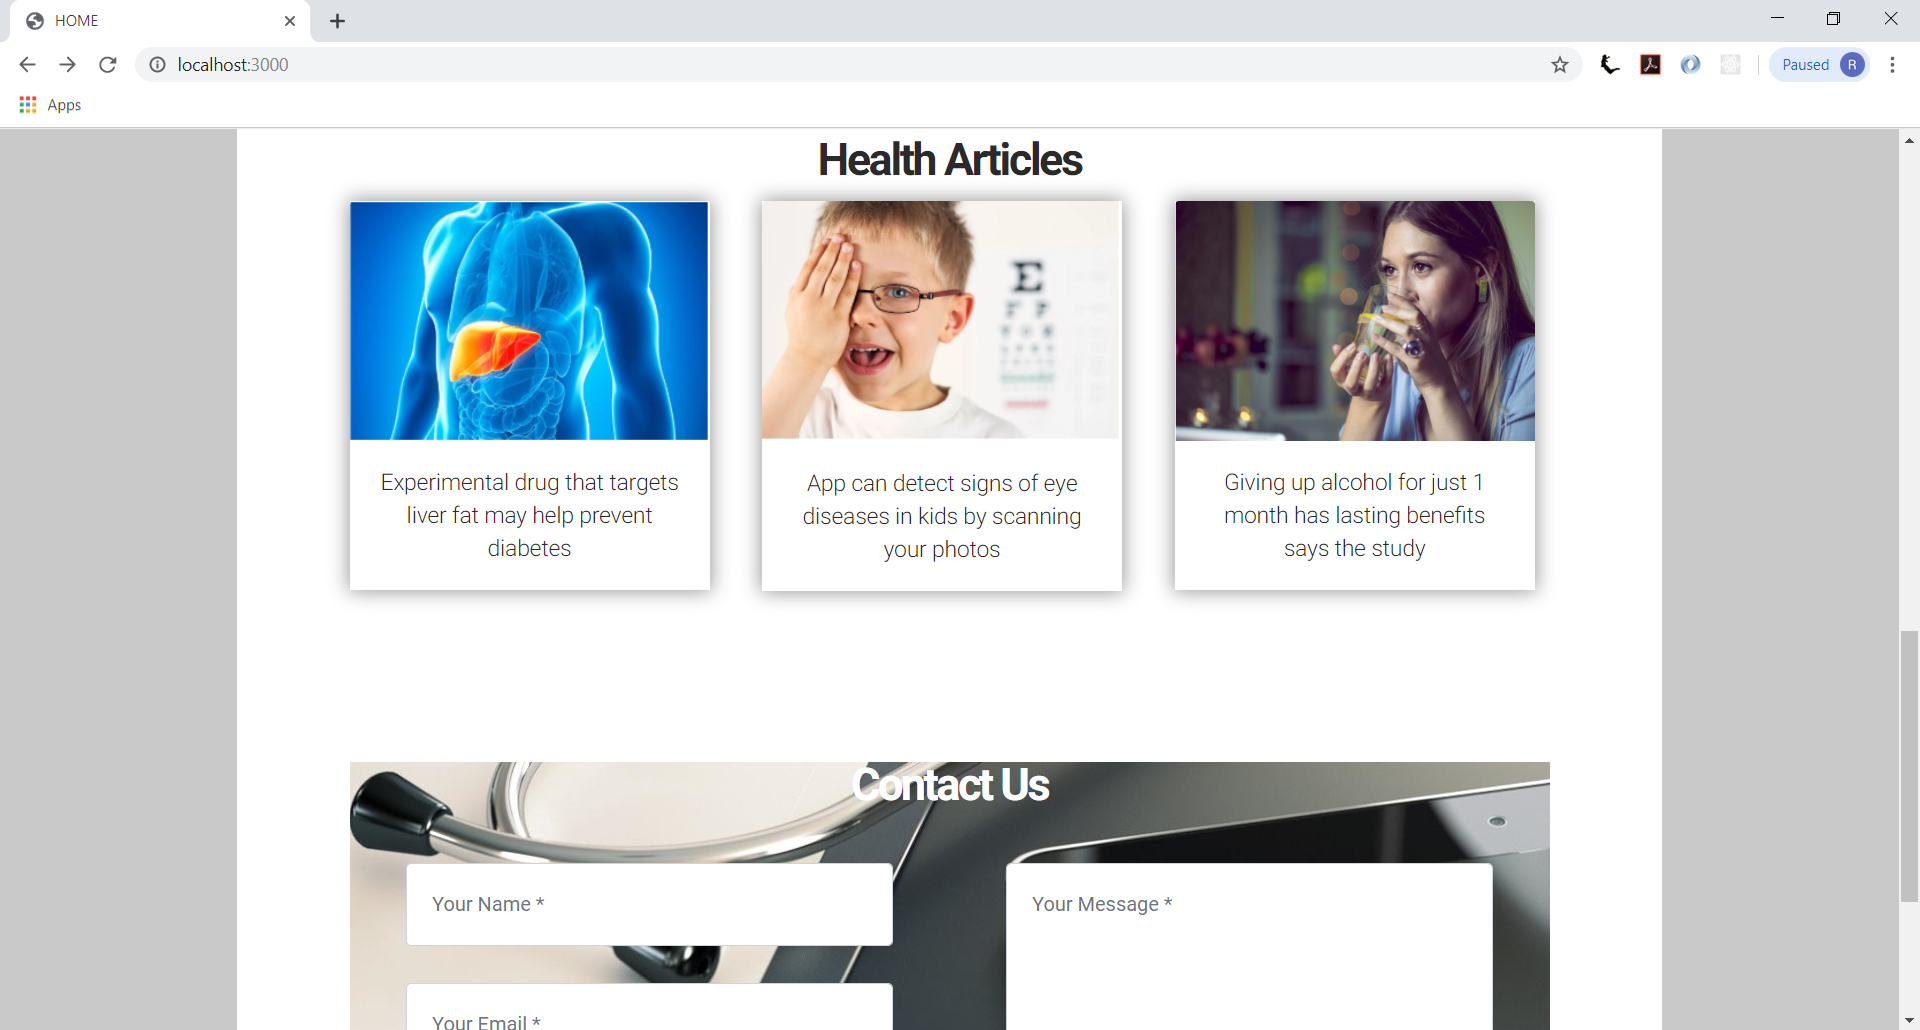 HOME
localhost:3000
Paused
R
Apps
Health Articles
E
F P
Experimental drug that targets
liver fat may help prevent
diabetes
App can detect signs of eye
diseases in kids by scanning
your photos
Giving up alcohol for just 1
month has lasting benefits
says the study
Contact Us
Your Name *
Your Message *
Your Email *